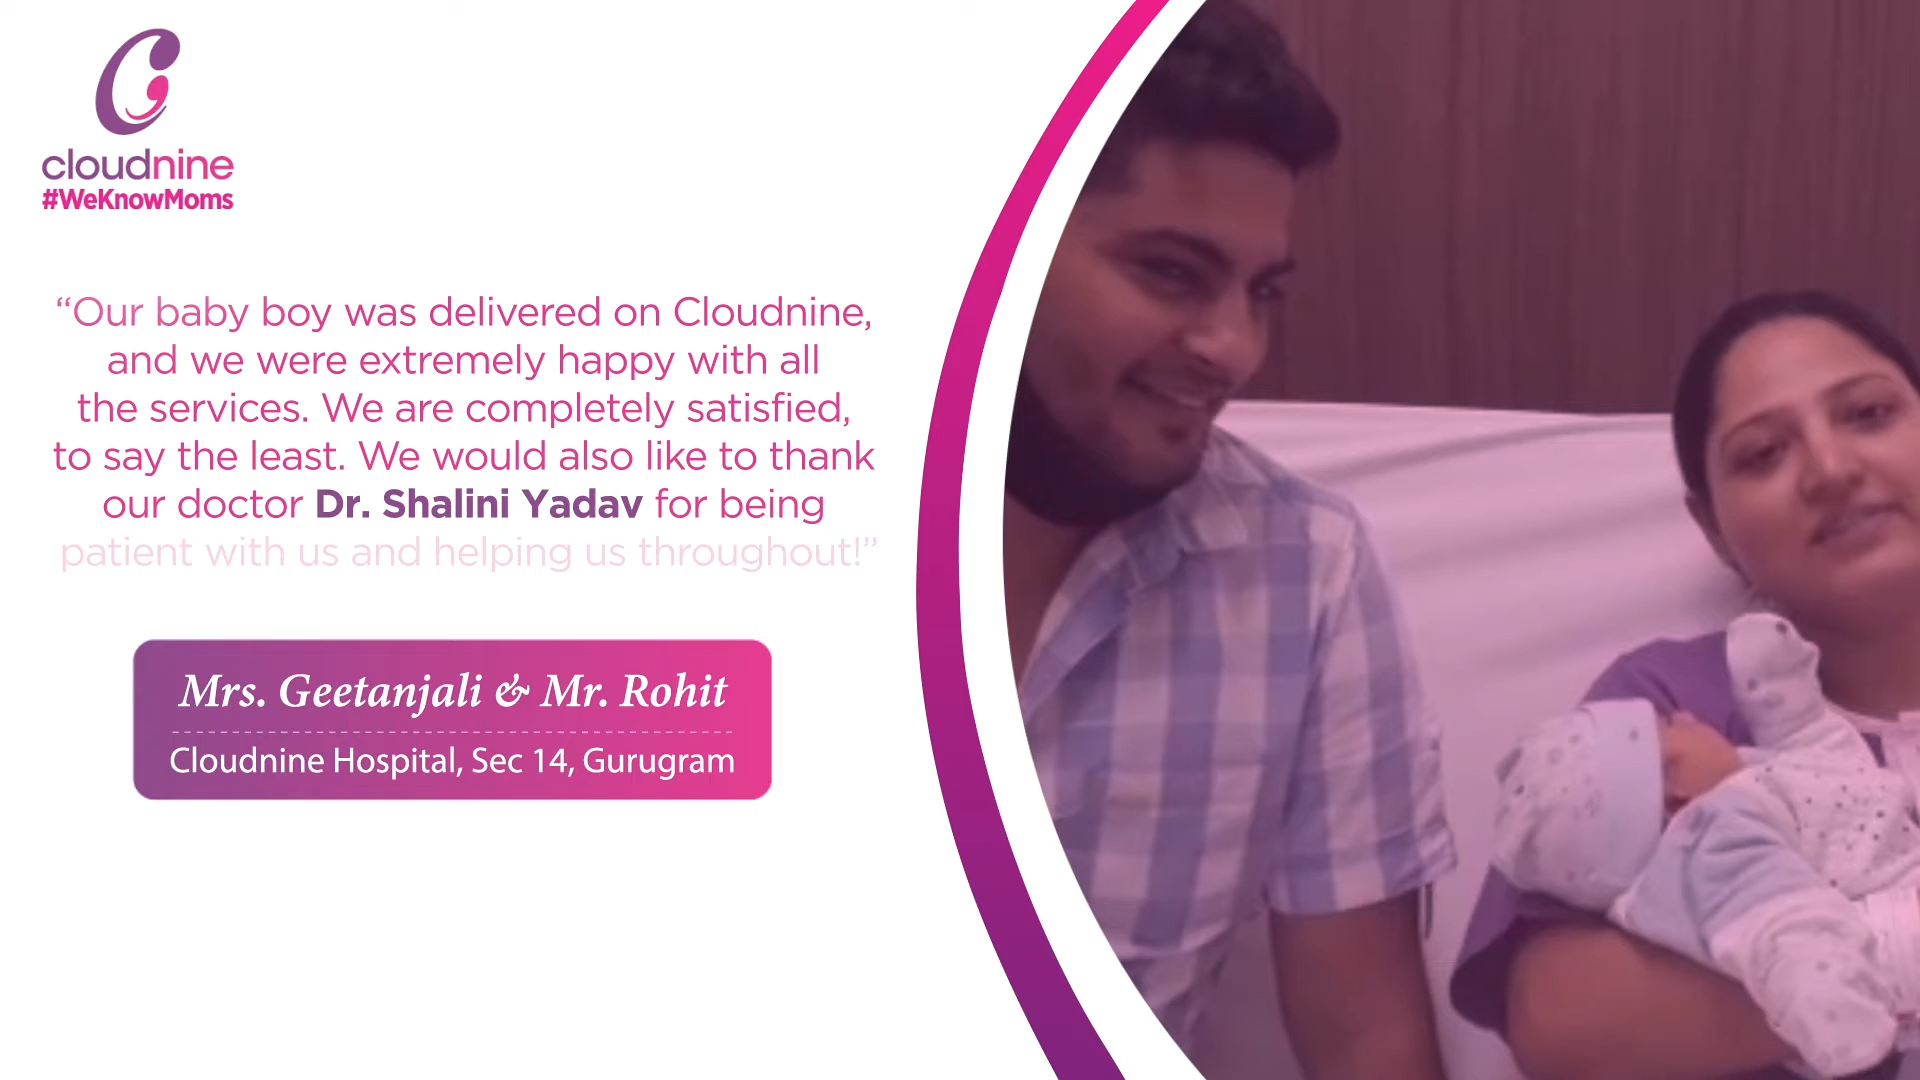 cloudnine
#WeKnowMoms
“Our baby boy was delivered on Cloudnine,
and we were extremely happy with all
the services. We are completely satisfied,
to say the least. We would also like to thank
our doctor Dr. Shalini Yadav for being
patient with us and helping us throughout!”
Mrs. Geetanjali & Mr. Rohit
Cloudnine Hospital, Sec 14, Gurugram